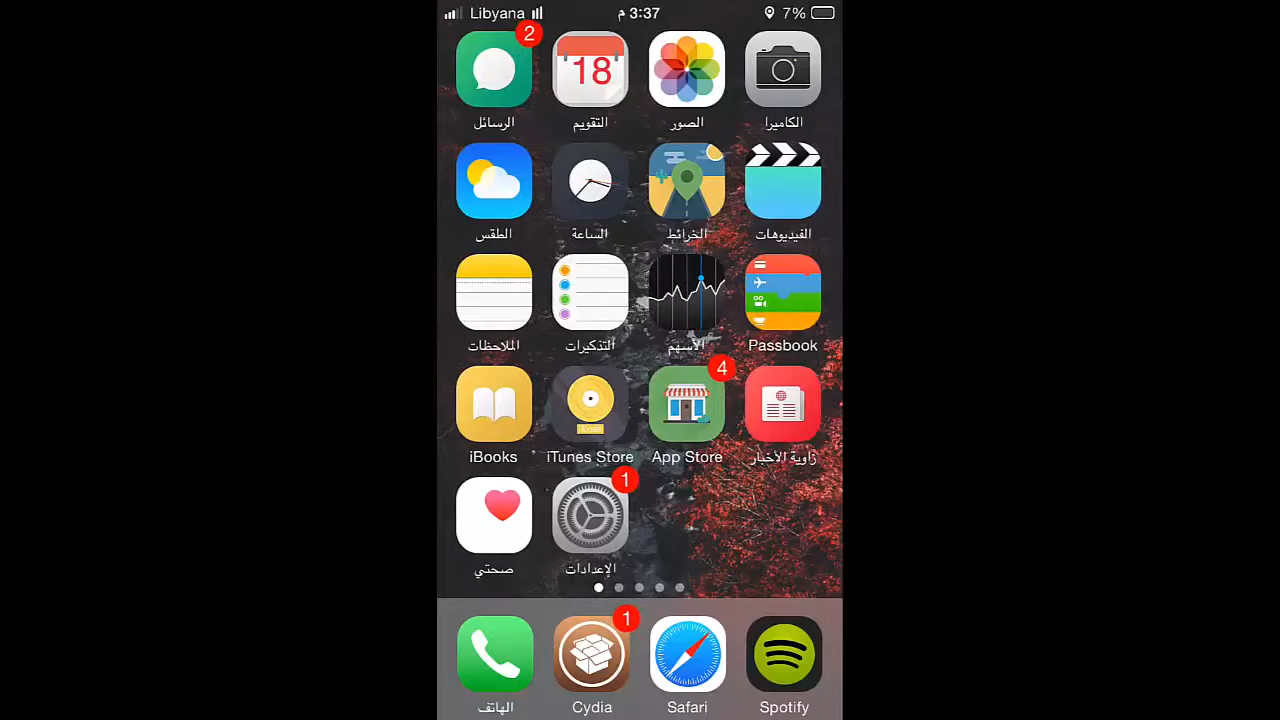 Libyana 3:37 م 7%
2
18
الرسائل التقويم الصور الكاميرا
الطقس الساعة الخرائط الفيديوهات
الملاحظات التذكيرات الأسهم Passbook
4
iBooks iTunes Store App Store زاوية الأخبار
1
صحتي الإعدادات
1
الهاتف Cydia Safari Spotify